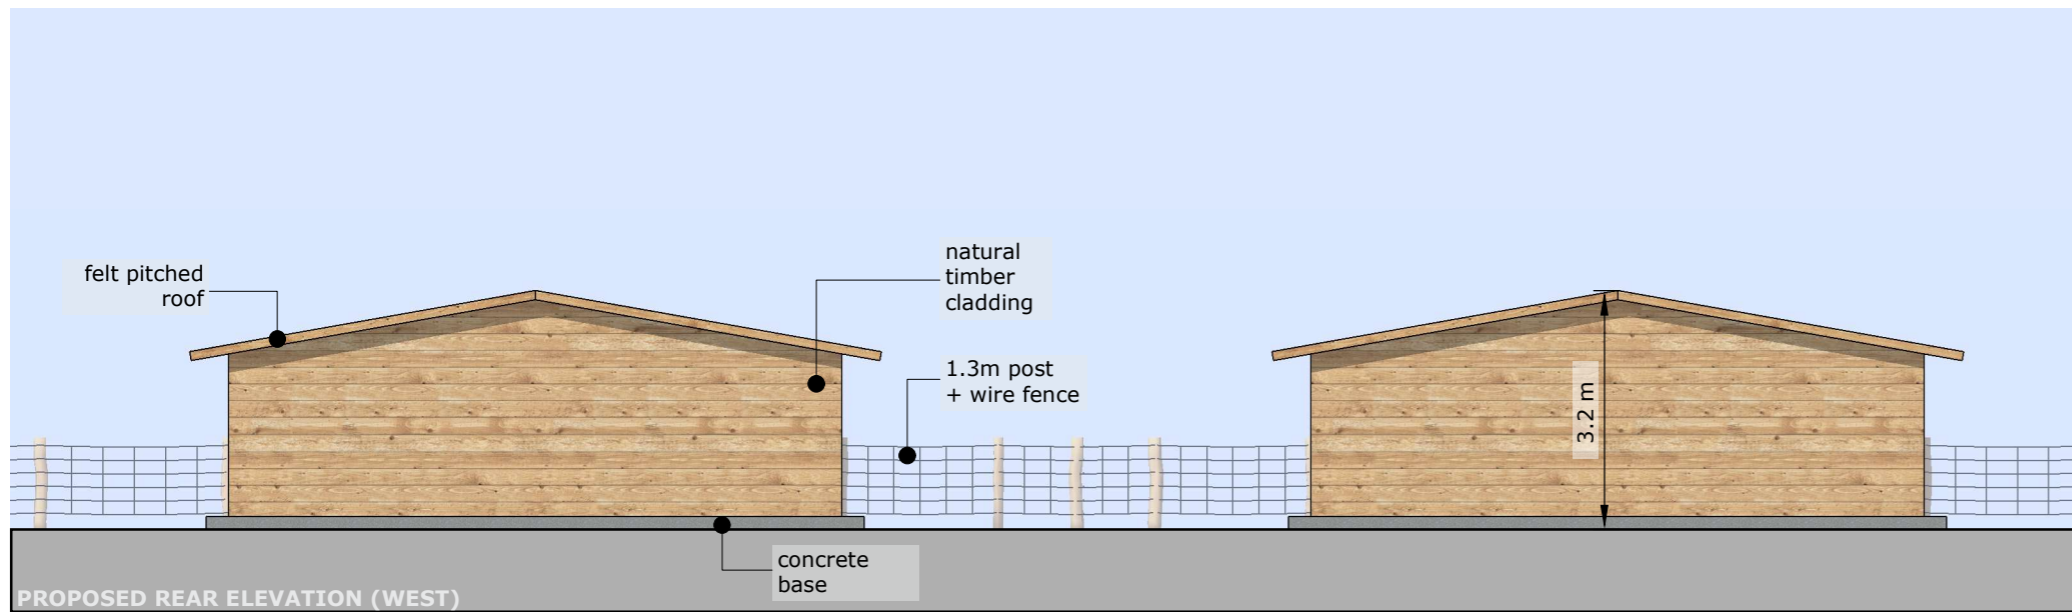 felt pitched
roof
natural
timber
cladding
1.3m post
+ wire fence
3.2 m
concrete
base
PROPOSED REAR ELEVATION (WEST)